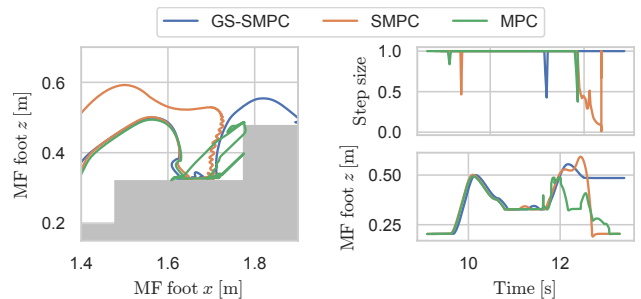 GS-SMPC SMPC MPC
MF foot z [m]
0.6
0.4
0.2
1.4 1.6 1.8
MF foot x [m]
Step size
1.0
0.5
0.0
MF foot z [m]
0.50
0.25
10 12
Time [s]